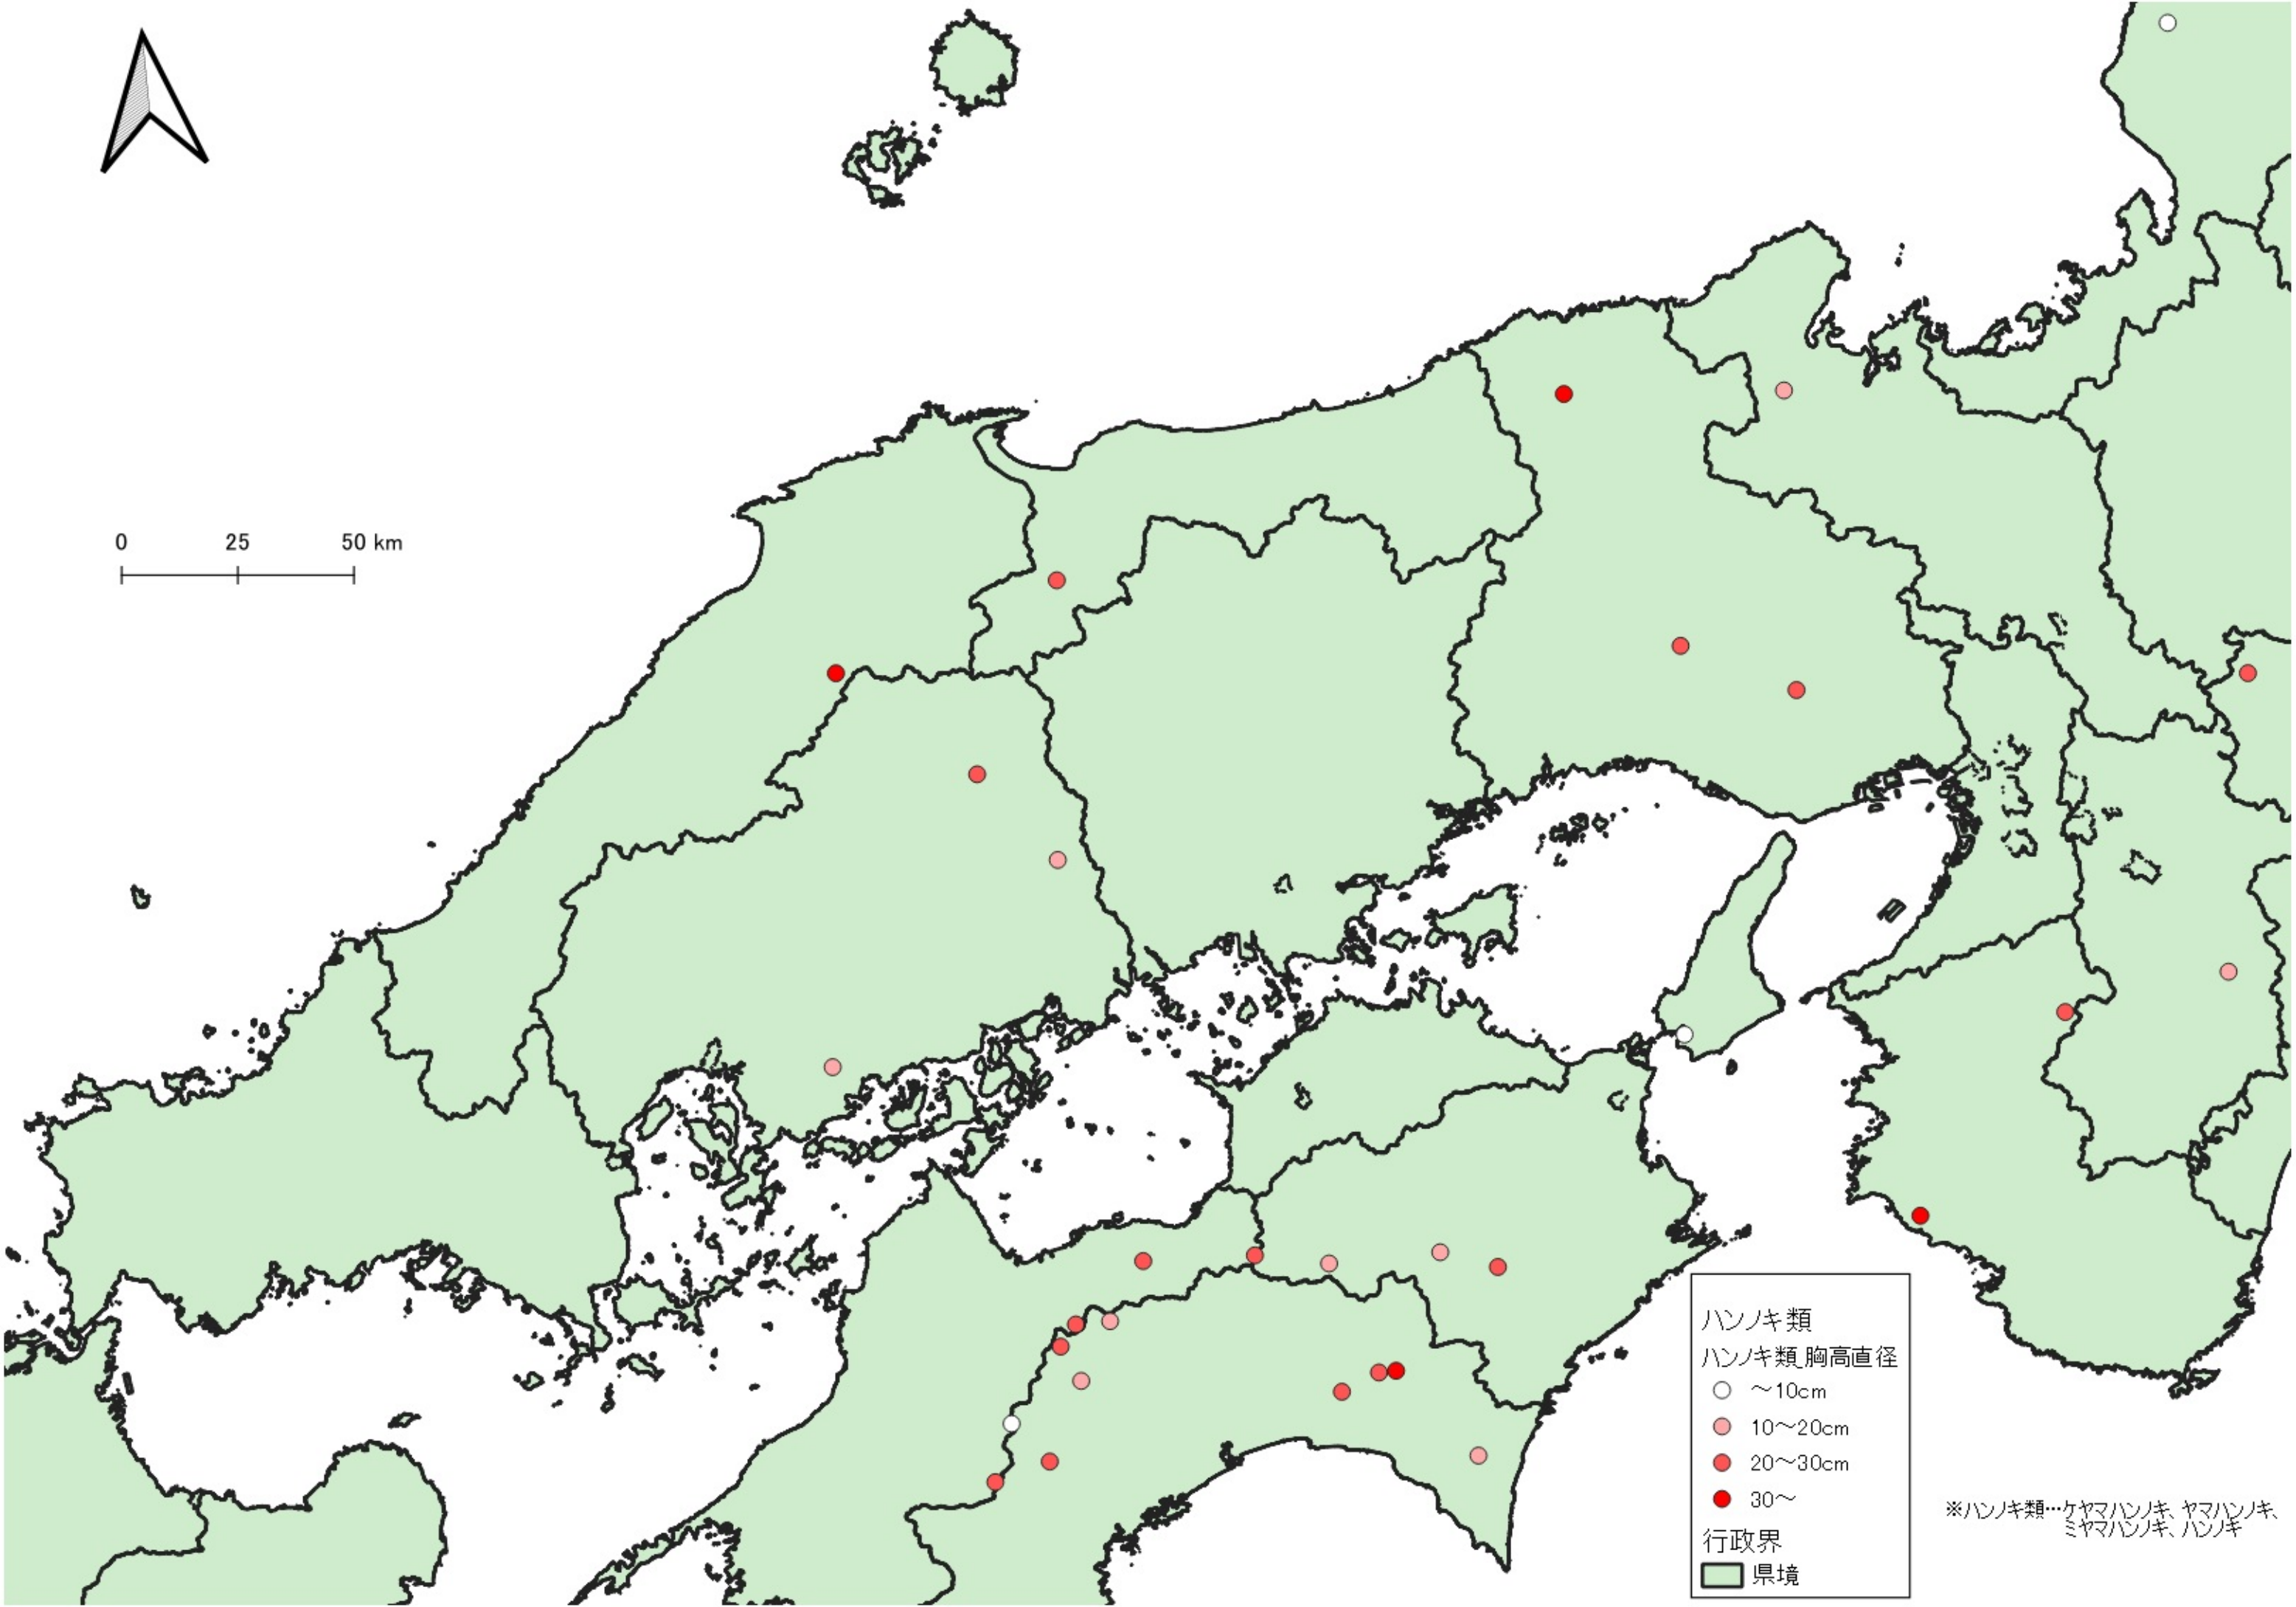 0 25 50 km
ハンノキ類
ハンノキ類_胸高直径
～10cm
10～20cm
20～30cm
30～
行政界
県境
※ハンノキ類…ケヤマハンノキ、ヤマハンノキ、
ミヤマハンノキ、ハンノキ